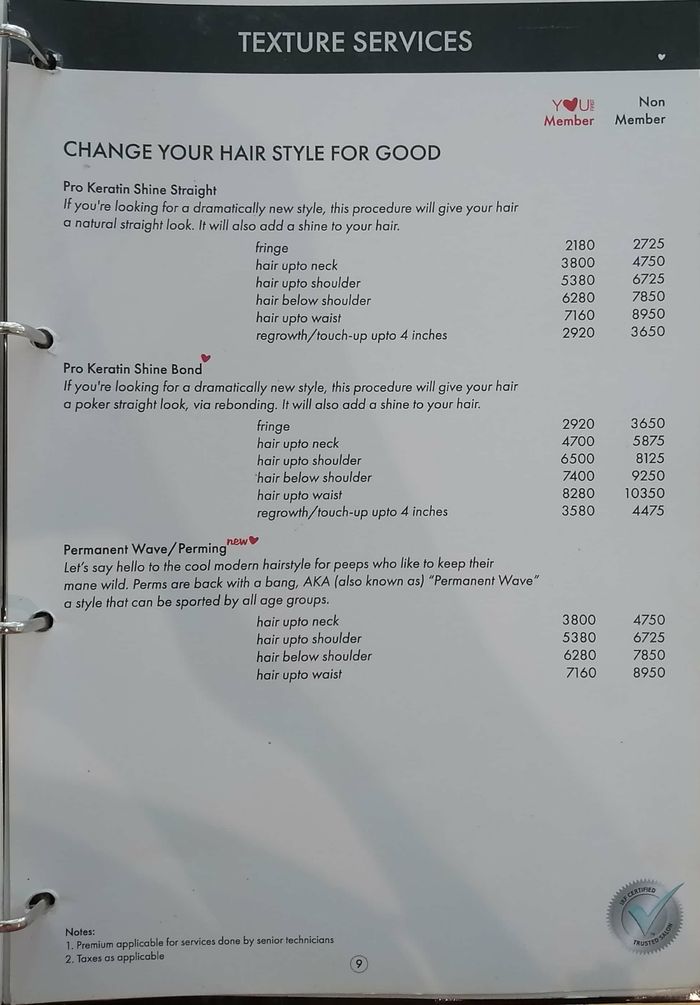 TEXTURE SERVICES
Y♥U Non
Member Member
CHANGE YOUR HAIR STYLE FOR GOOD
Pro Keratin Shine Straight
If you're looking for a dramatically new style, this procedure will give your hair
a natural straight look. It will also add a shine to your hair.
fringe 2180 2725
hair upto neck 3800 4750
hair upto shoulder 5380 6725
hair below shoulder 6280 7850
hair upto waist 7160 8950
regrowth/touch-up upto 4 inches 2920 3650
Pro Keratin Shine Bond
If you're looking for a dramatically new style, this procedure will give your hair
a poker straight look, via rebonding. It will also add a shine to your hair.
fringe 2920 3650
hair upto neck 4700 5875
hair upto shoulder 6500 8125
hair below shoulder 7400 9250
hair upto waist 8280 10350
regrowth/touch-up upto 4 inches 3580 4475
Permanent Wave/Perming new
Let's say hello to the cool modern hairstyle for peeps who like to keep their
mane wild. Perms are back with a bang, AKA (also known as) "Permanent Wave"
a style that can be sported by all age groups.
hair upto neck 3800 4750
hair upto shoulder 5380 6725
hair below shoulder 6280 7850
hair upto waist 7160 8950
Notes:
1. Premium applicable for services done by senior technicians
2. Taxes as applicable
9
CERTIFIED
TRUSTED SALON